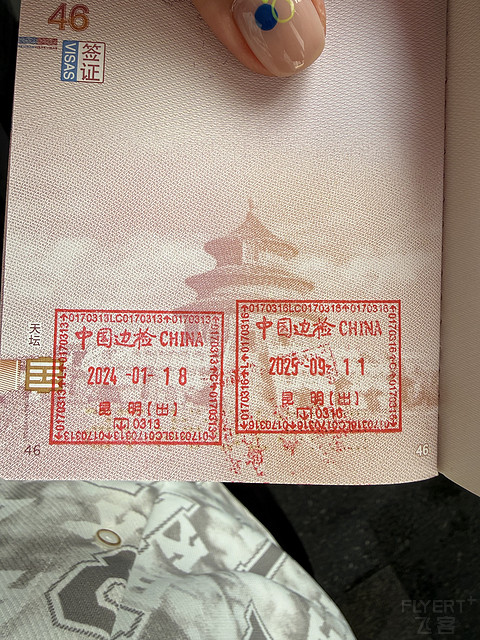 46
VISAS
签证
天坛
中国边检 CHINA
2024-01-18
昆明(出)
0313
中国边检 CHINA
2025-09-11
昆明(出)
0316
46
46
FLYERT+
飞客